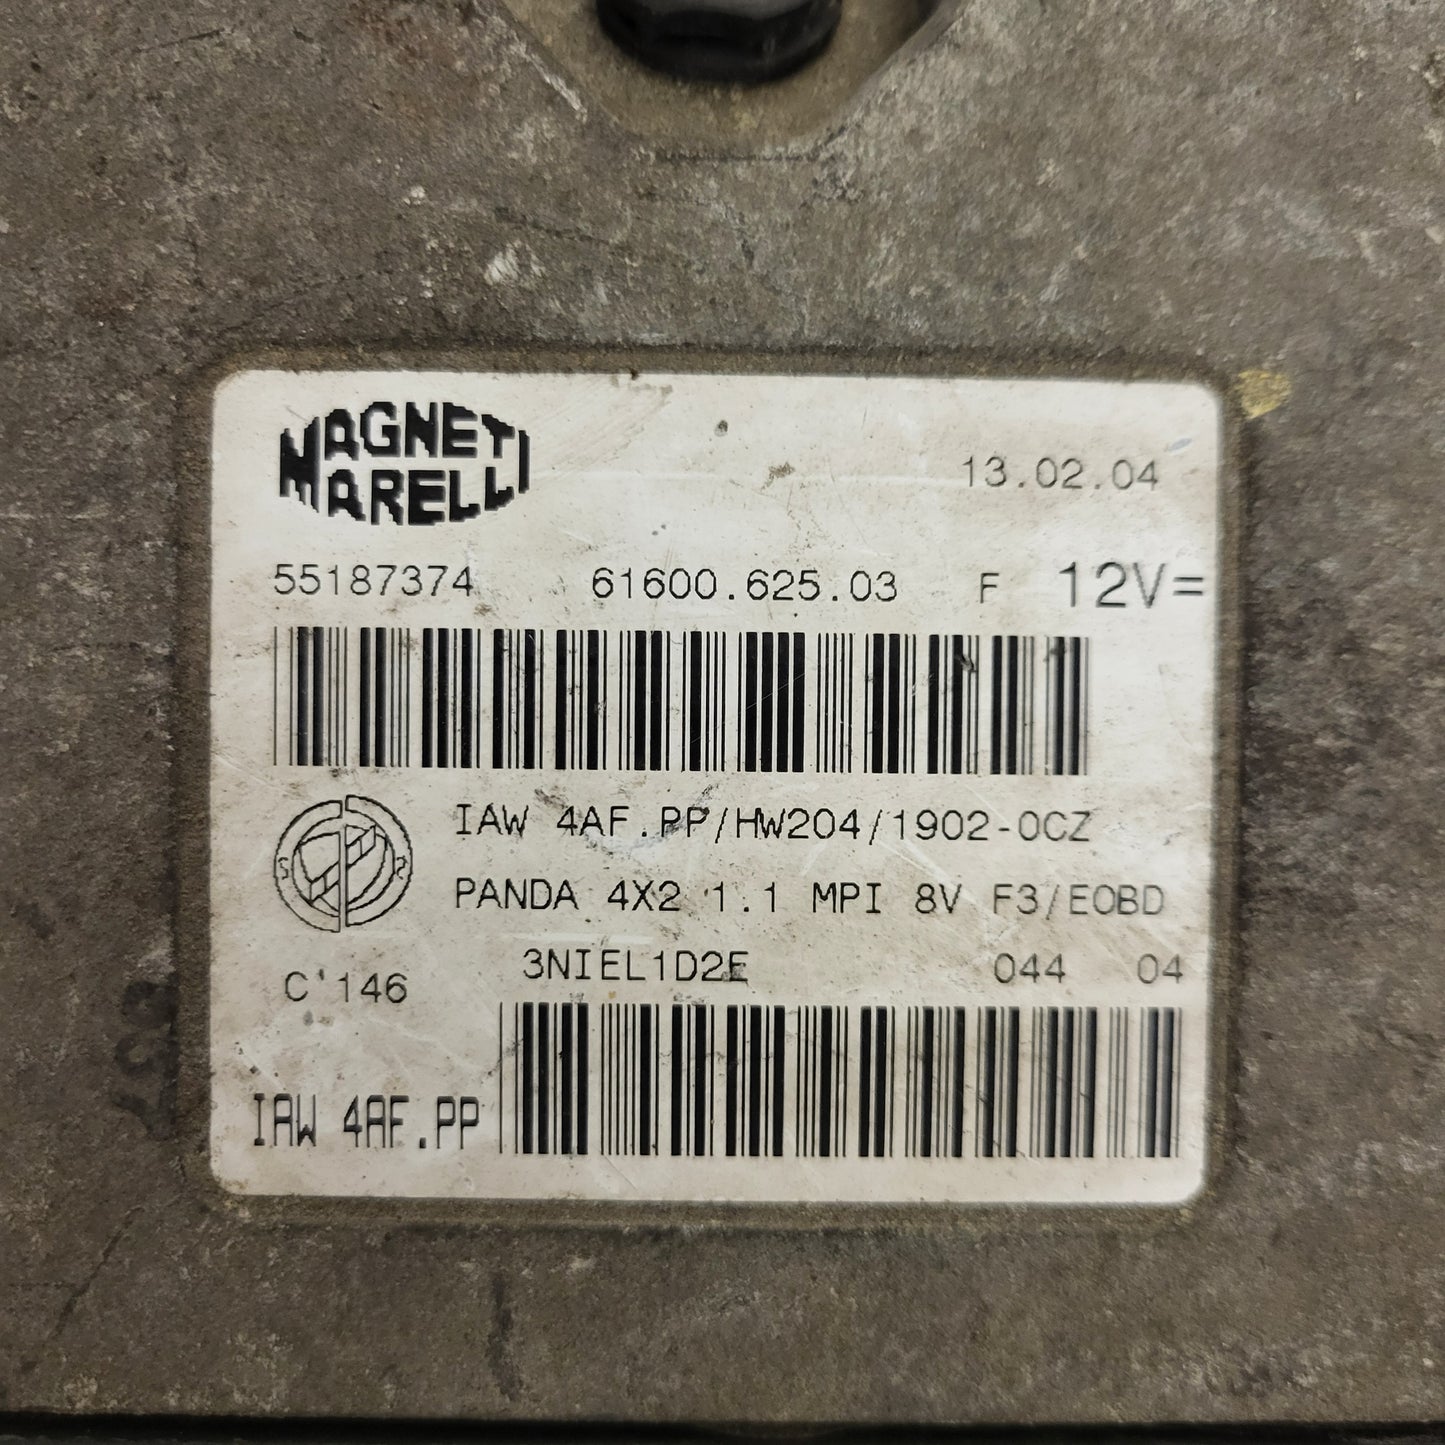 MAGNETI
MARELLI
13.02.04
55187374 61600.625.03 F 12V=
IAW 4AF.PP/HW204/1902-0CZ
PANDA 4X2 1.1 MPI 8V F3/EOBD
3NIEL1D2E 044 04
C'146
IAW 4AF.PP